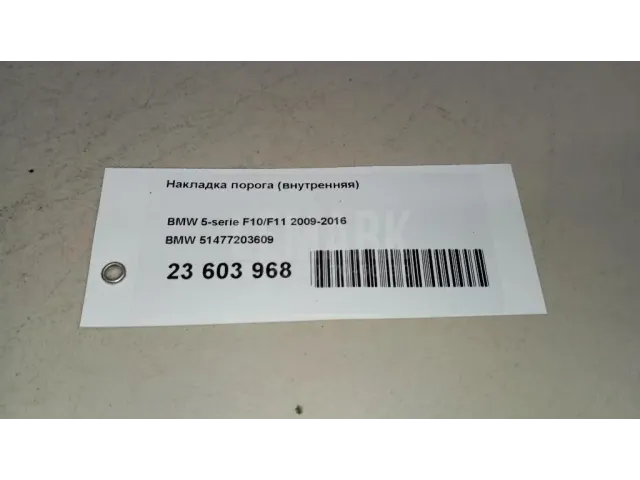 Накладка порога (внутренняя)
BMW 5-serie F10/F11 2009-2016
BMW 51477203609
23 603 968